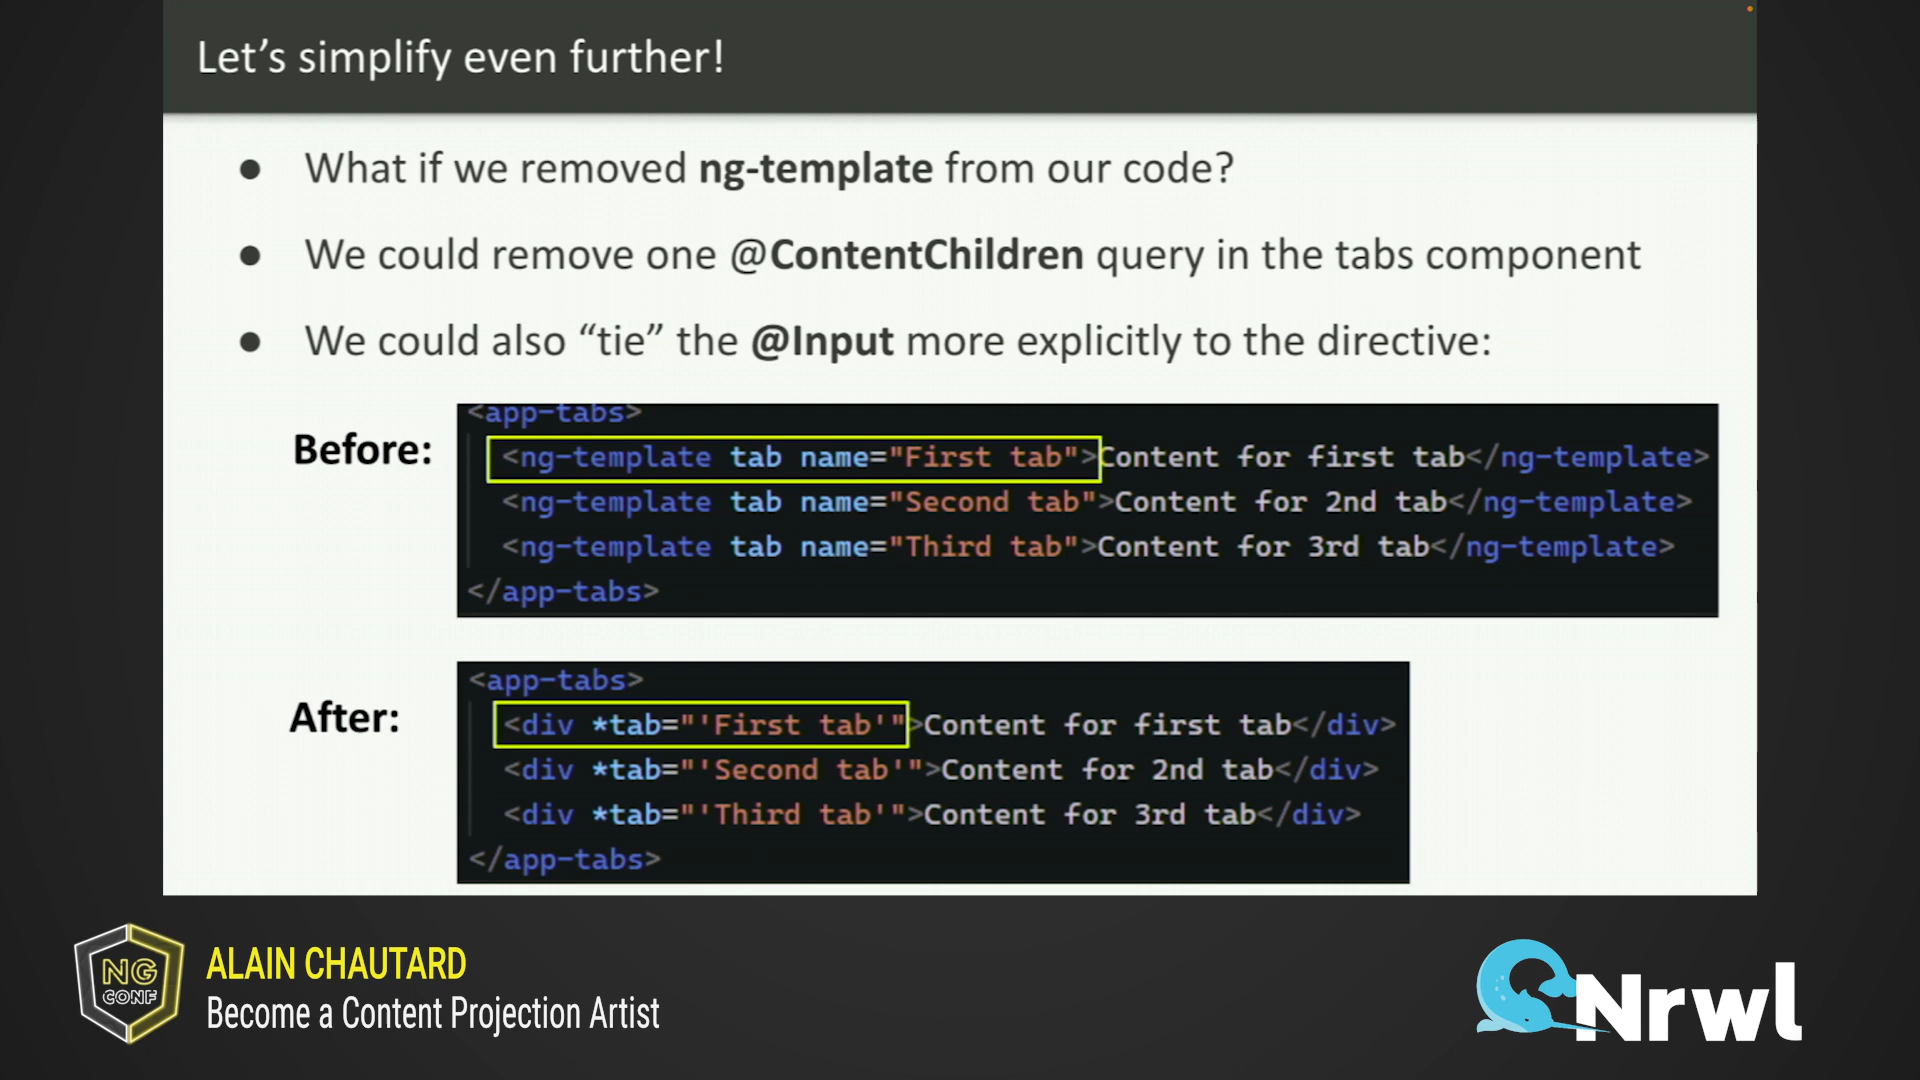 Let’s simplify even further!
● What if we removed ng-template from our code?
● We could remove one @ContentChildren query in the tabs component
● We could also “tie” the @Input more explicitly to the directive:
Before:
<app-tabs>
<ng-template tab name="First tab">Content for first tab</ng-template>
<ng-template tab name="Second tab">Content for 2nd tab</ng-template>
<ng-template tab name="Third tab">Content for 3rd tab</ng-template>
</app-tabs>
After:
<app-tabs>
<div *tab="'First tab'">Content for first tab</div>
<div *tab="'Second tab'">Content for 2nd tab</div>
<div *tab="'Third tab'">Content for 3rd tab</div>
</app-tabs>
NG
CONF
ALAIN CHAUTARD
Become a Content Projection Artist
Nrwl